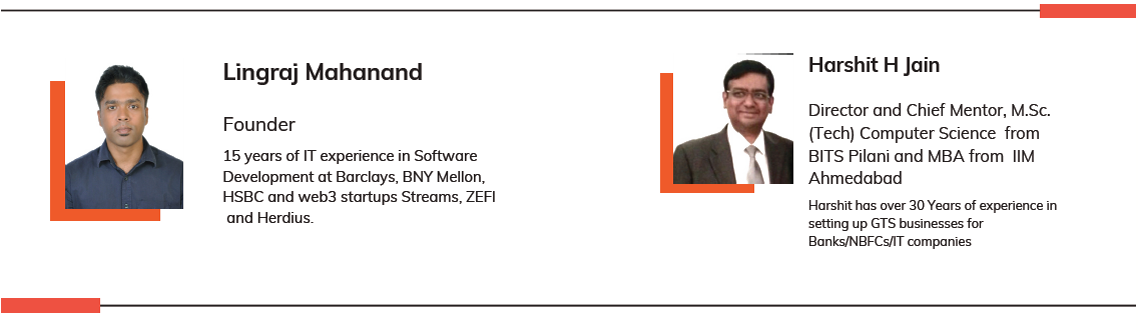 Lingraj Mahanand
Founder
15 years of IT experience in Software
Development at Barclays, BNY Mellon,
HSBC and web3 startups Streams, ZEFI
and Herdius.
Harshit H Jain
Director and Chief Mentor, M.Sc.
(Tech) Computer Science from
BITS Pilani and MBA from IIM
Ahmedabad
Harshit has over 30 Years of experience in
setting up GTS businesses for
Banks/NBFCs/IT companies